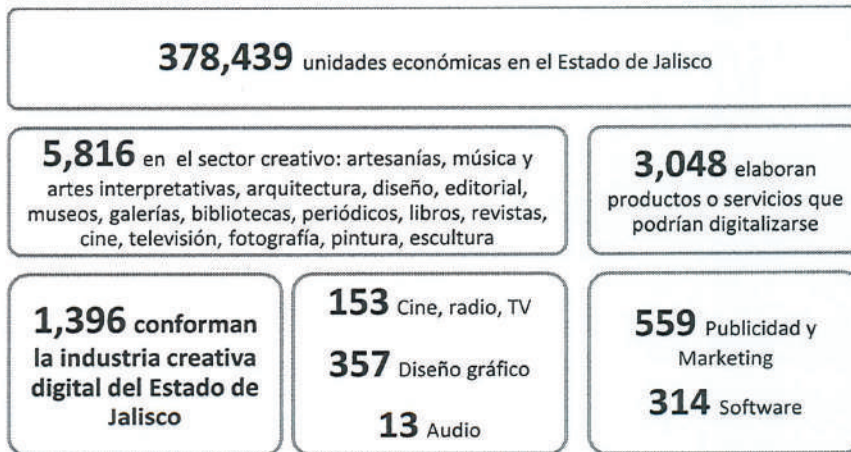 378,439 unidades económicas en el Estado de Jalisco
5,816 en el sector creativo: artesanías, música y
artes interpretativas, arquitectura, diseño, editorial,
museos, galerías, bibliotecas, periódicos, libros, revistas,
cine, televisión, fotografía, pintura, escultura
3,048 elaboran
productos o servicios que
podrían digitalizarse
1,396 conforman
la industria creativa
digital del Estado de
Jalisco
153 Cine, radio, TV
357 Diseño gráfico
13 Audio
559 Publicidad y
Marketing
314 Software